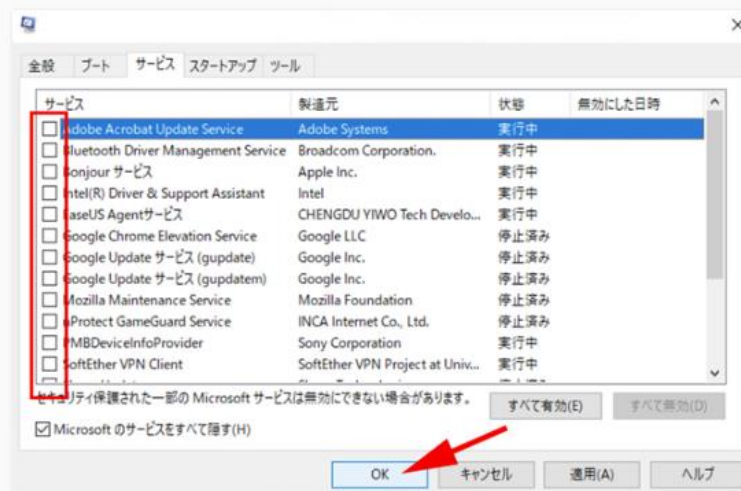 全般 ブート サービス スタートアップ ツール
サービス 製造元 状態 無効にした日時
Adobe Acrobat Update Service Adobe Systems 実行中
Bluetooth Driver Management Service Broadcom Corporation. 実行中
Bonjour サービス Apple Inc. 実行中
Intel(R) Driver & Support Assistant Intel 実行中
EaseUS Agentサービス CHENGDU YIWO Tech Develo... 実行中
Google Chrome Elevation Service Google LLC 停止済み
Google Update サービス (gupdate) Google Inc. 停止済み
Google Update サービス (gupdatem) Google Inc. 停止済み
Mozilla Maintenance Service Mozilla Foundation 停止済み
nProtect GameGuard Service INCA Internet Co., Ltd. 停止済み
PMBDeviceInfoProvider Sony Corporation 実行中
SoftEther VPN Client SoftEther VPN Project at Univ... 実行中
セキュリティ保護された一部の Microsoft サービスは無効にできない場合があります。
すべて有効(E) すべて無効(D)
Microsoft のサービスをすべて隠す(H)
OK キャンセル 適用(A) ヘルプ